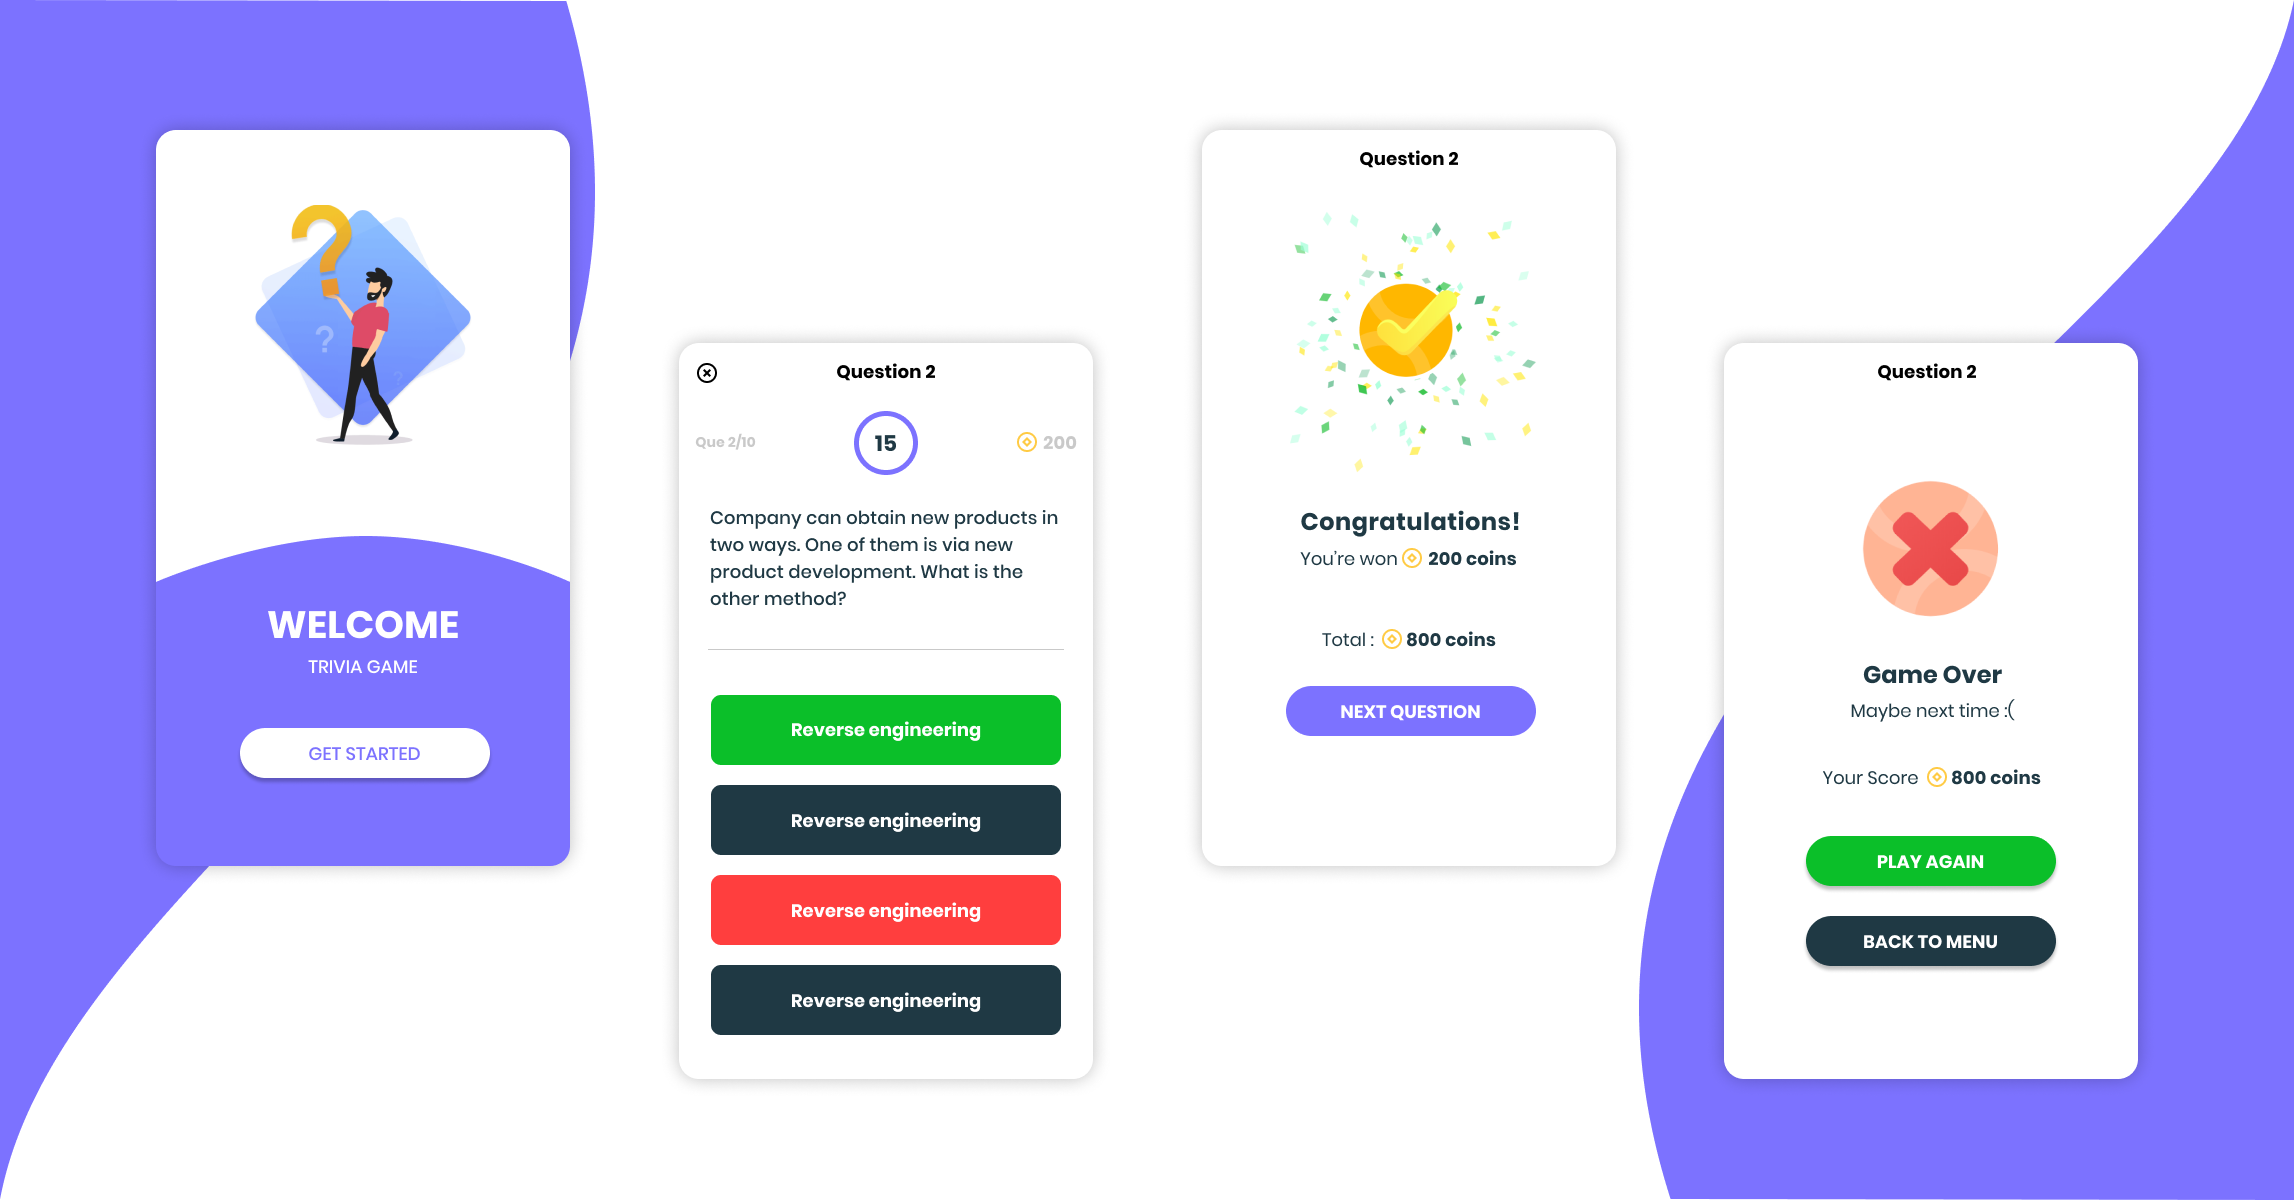 ?
?
?
WELCOME
TRIVIA GAME
GET STARTED
Question 2
Que 2/10
15
200
Company can obtain new products in
two ways. One of them is via new
product development. What is the
other method?
Reverse engineering
Reverse engineering
Reverse engineering
Reverse engineering
Question 2
Congratulations!
You're won 200 coins
Total : 800 coins
NEXT QUESTION
Question 2
Game Over
Maybe next time :(
Your Score 800 coins
PLAY AGAIN
BACK TO MENU